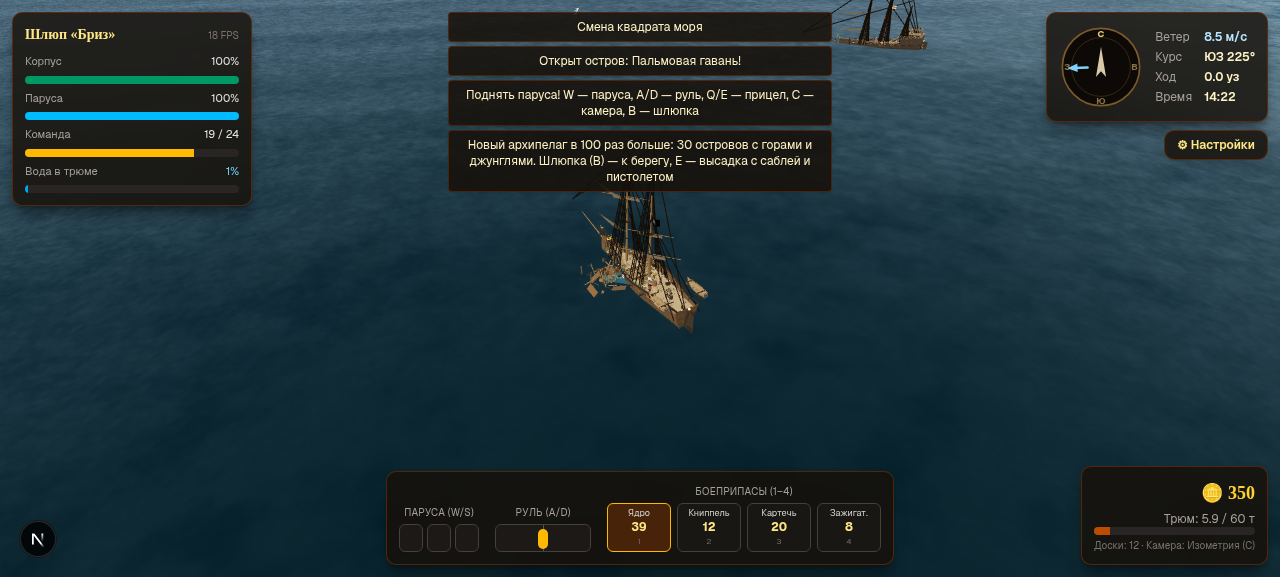 Шлюп «Бриз»
18 FPS
Корпус
100%
Паруса
100%
Команда
19 / 24
Вода в трюме
1%
Смена квадрата моря
Открыт остров: Пальмовая гавань!
Поднять паруса! W — паруса, A/D — руль, Q/E — прицел, C —
камера, B — шлюпка
Новый архипелаг в 100 раз больше: 30 островов с горами и
джунглями. Шлюпка (B) — к берегу, E — высадка с саблей и
пистолетом
С
З
В
Ю
Ветер
8.5 м/с
Курс
ЮЗ 225°
Ход
0.0 уз
Время
14:22
⚙ Настройки
ПАРУСА (W/S)
РУЛЬ (A/D)
БОЕПРИПАСЫ (1–4)
Ядро
39
1
Книппель
12
2
Картечь
20
3
Зажигат.
8
4
350
Трюм: 5.9 / 60 т
Доски: 12 · Камера: Изометрия (C)
N